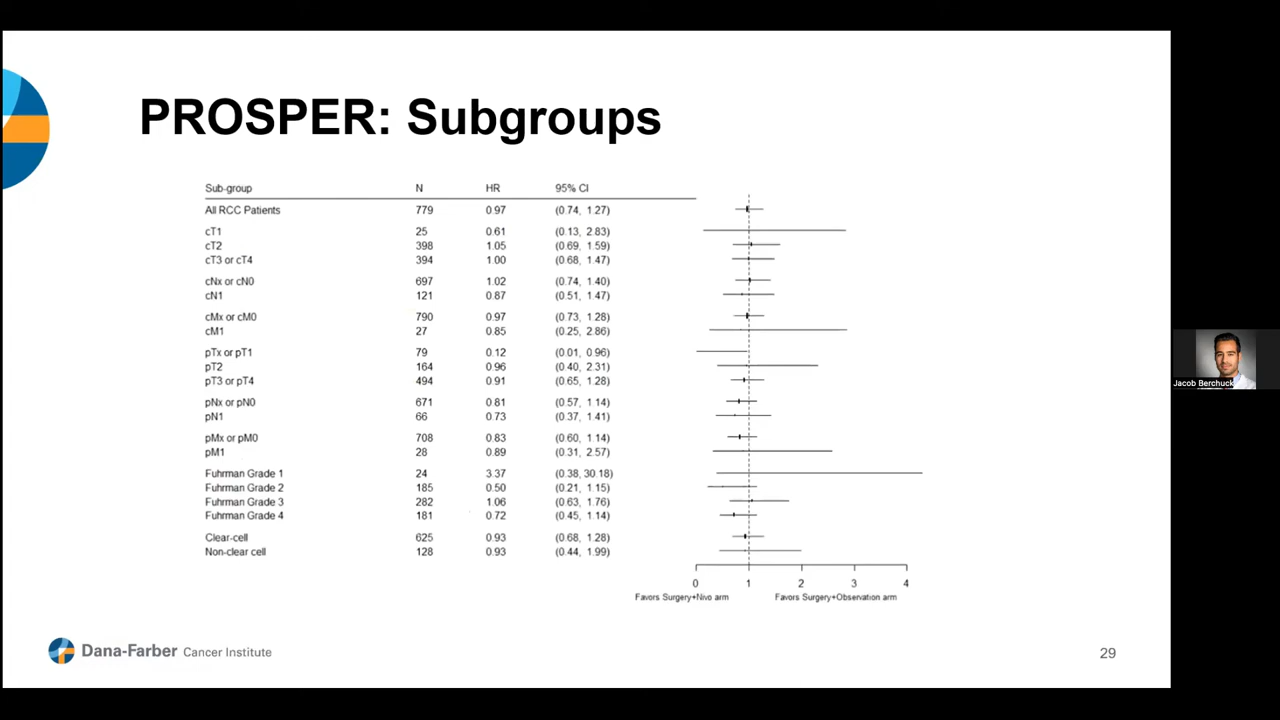 PROSPER: Subgroups
Sub-group N HR 95% CI
All RCC Patients 779 0.97 (0.74, 1.27)
cT1 25 0.61 (0.13, 2.83)
cT2 398 1.05 (0.69, 1.59)
cT3 or cT4 394 1.00 (0.68, 1.47)
cNx or cN0 697 1.02 (0.74, 1.40)
cN1 121 0.87 (0.51, 1.47)
cMx or cM0 790 0.97 (0.73, 1.28)
cM1 27 0.85 (0.25, 2.86)
pTx or pT1 79 0.12 (0.01, 0.96)
pT2 164 0.96 (0.40, 2.31)
pT3 or pT4 494 0.91 (0.65, 1.28)
pNx or pN0 671 0.81 (0.57, 1.14)
pN1 66 0.73 (0.37, 1.41)
pMx or pM0 708 0.83 (0.60, 1.14)
pM1 28 0.89 (0.31, 2.57)
Fuhrman Grade 1 24 3.37 (0.38, 30.18)
Fuhrman Grade 2 185 0.50 (0.21, 1.15)
Fuhrman Grade 3 282 1.06 (0.63, 1.76)
Fuhrman Grade 4 181 0.72 (0.45, 1.14)
Clear-cell 625 0.93 (0.68, 1.28)
Non-clear cell 128 0.93 (0.44, 1.99)
0 1 2 3 4
Favors Surgery+Nivo arm Favors Surgery+Observation arm
Dana-Farber Cancer Institute
29
Jacob Berchuck